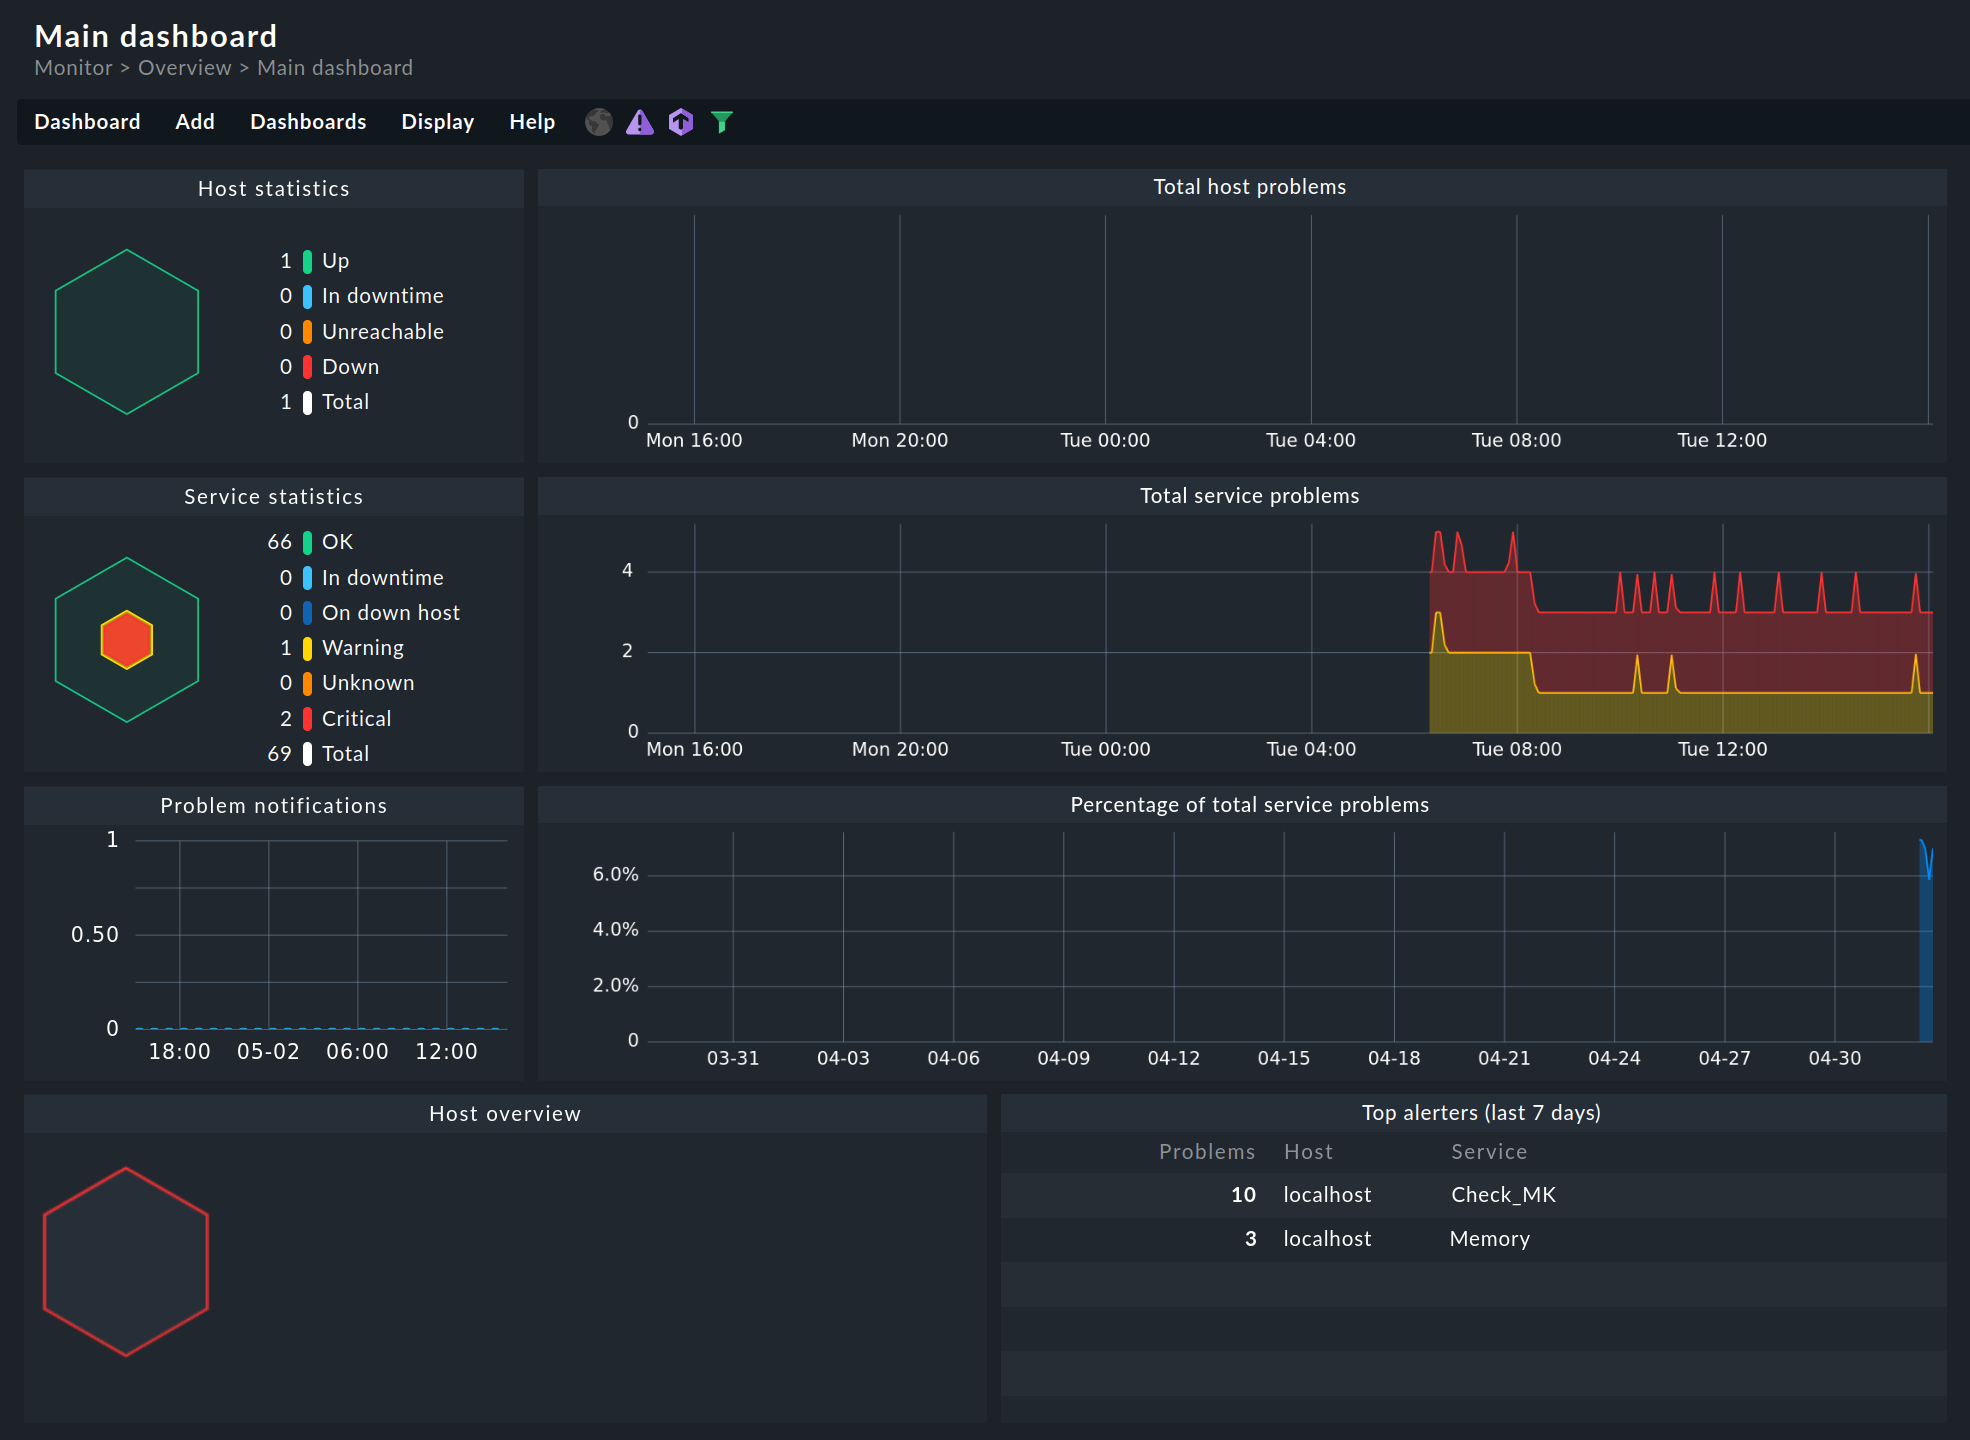 Main dashboard
Monitor > Overview > Main dashboard
Dashboard Add Dashboards Display Help
Host statistics
1 Up
0 In downtime
0 Unreachable
0 Down
1 Total
Total host problems
0
Mon 16:00 Mon 20:00 Tue 00:00 Tue 04:00 Tue 08:00 Tue 12:00
Service statistics
66 OK
0 In downtime
0 On down host
1 Warning
0 Unknown
2 Critical
69 Total
Total service problems
4
2
0
Mon 16:00 Mon 20:00 Tue 00:00 Tue 04:00 Tue 08:00 Tue 12:00
Problem notifications
1
0.50
0
18:00 05-02 06:00 12:00
Percentage of total service problems
6.0%
4.0%
2.0%
0
03-31 04-03 04-06 04-09 04-12 04-15 04-18 04-21 04-24 04-27 04-30
Host overview
Top alerters (last 7 days)
Problems Host Service
10 localhost Check_MK
3 localhost Memory